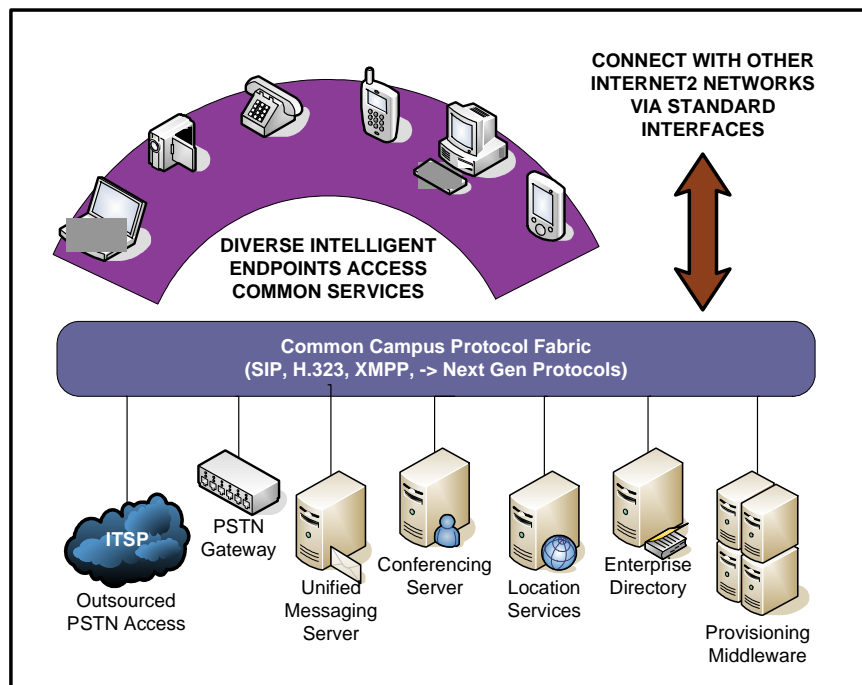 CONNECT WITH OTHER
INTERNET2 NETWORKS
VIA STANDARD
INTERFACES
DIVERSE INTELLIGENT
ENDPOINTS ACCESS
COMMON SERVICES
Common Campus Protocol Fabric
(SIP, H.323, XMPP, -> Next Gen Protocols)
ITSP
Outsourced
PSTN Access
PSTN
Gateway
Unified
Messaging
Server
Conferencing
Server
Location
Services
Enterprise
Directory
Provisioning
Middleware